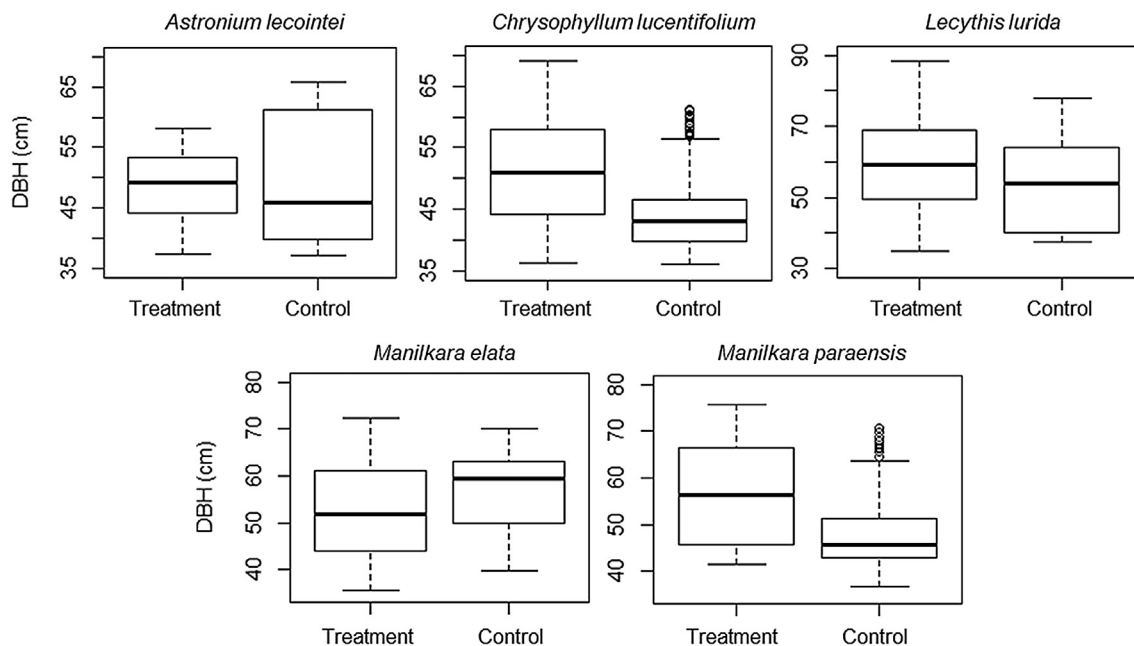 Astronium lecointei
Chrysophyllum lucentifolium
Lecythis lurida
DBH (cm)
65
55
45
35
Treatment
Control
65
55
45
35
Treatment
Control
90
70
50
30
Treatment
Control
Manilkara elata
Manilkara paraensis
DBH (cm)
80
70
60
50
40
Treatment
Control
80
70
60
50
40
Treatment
Control